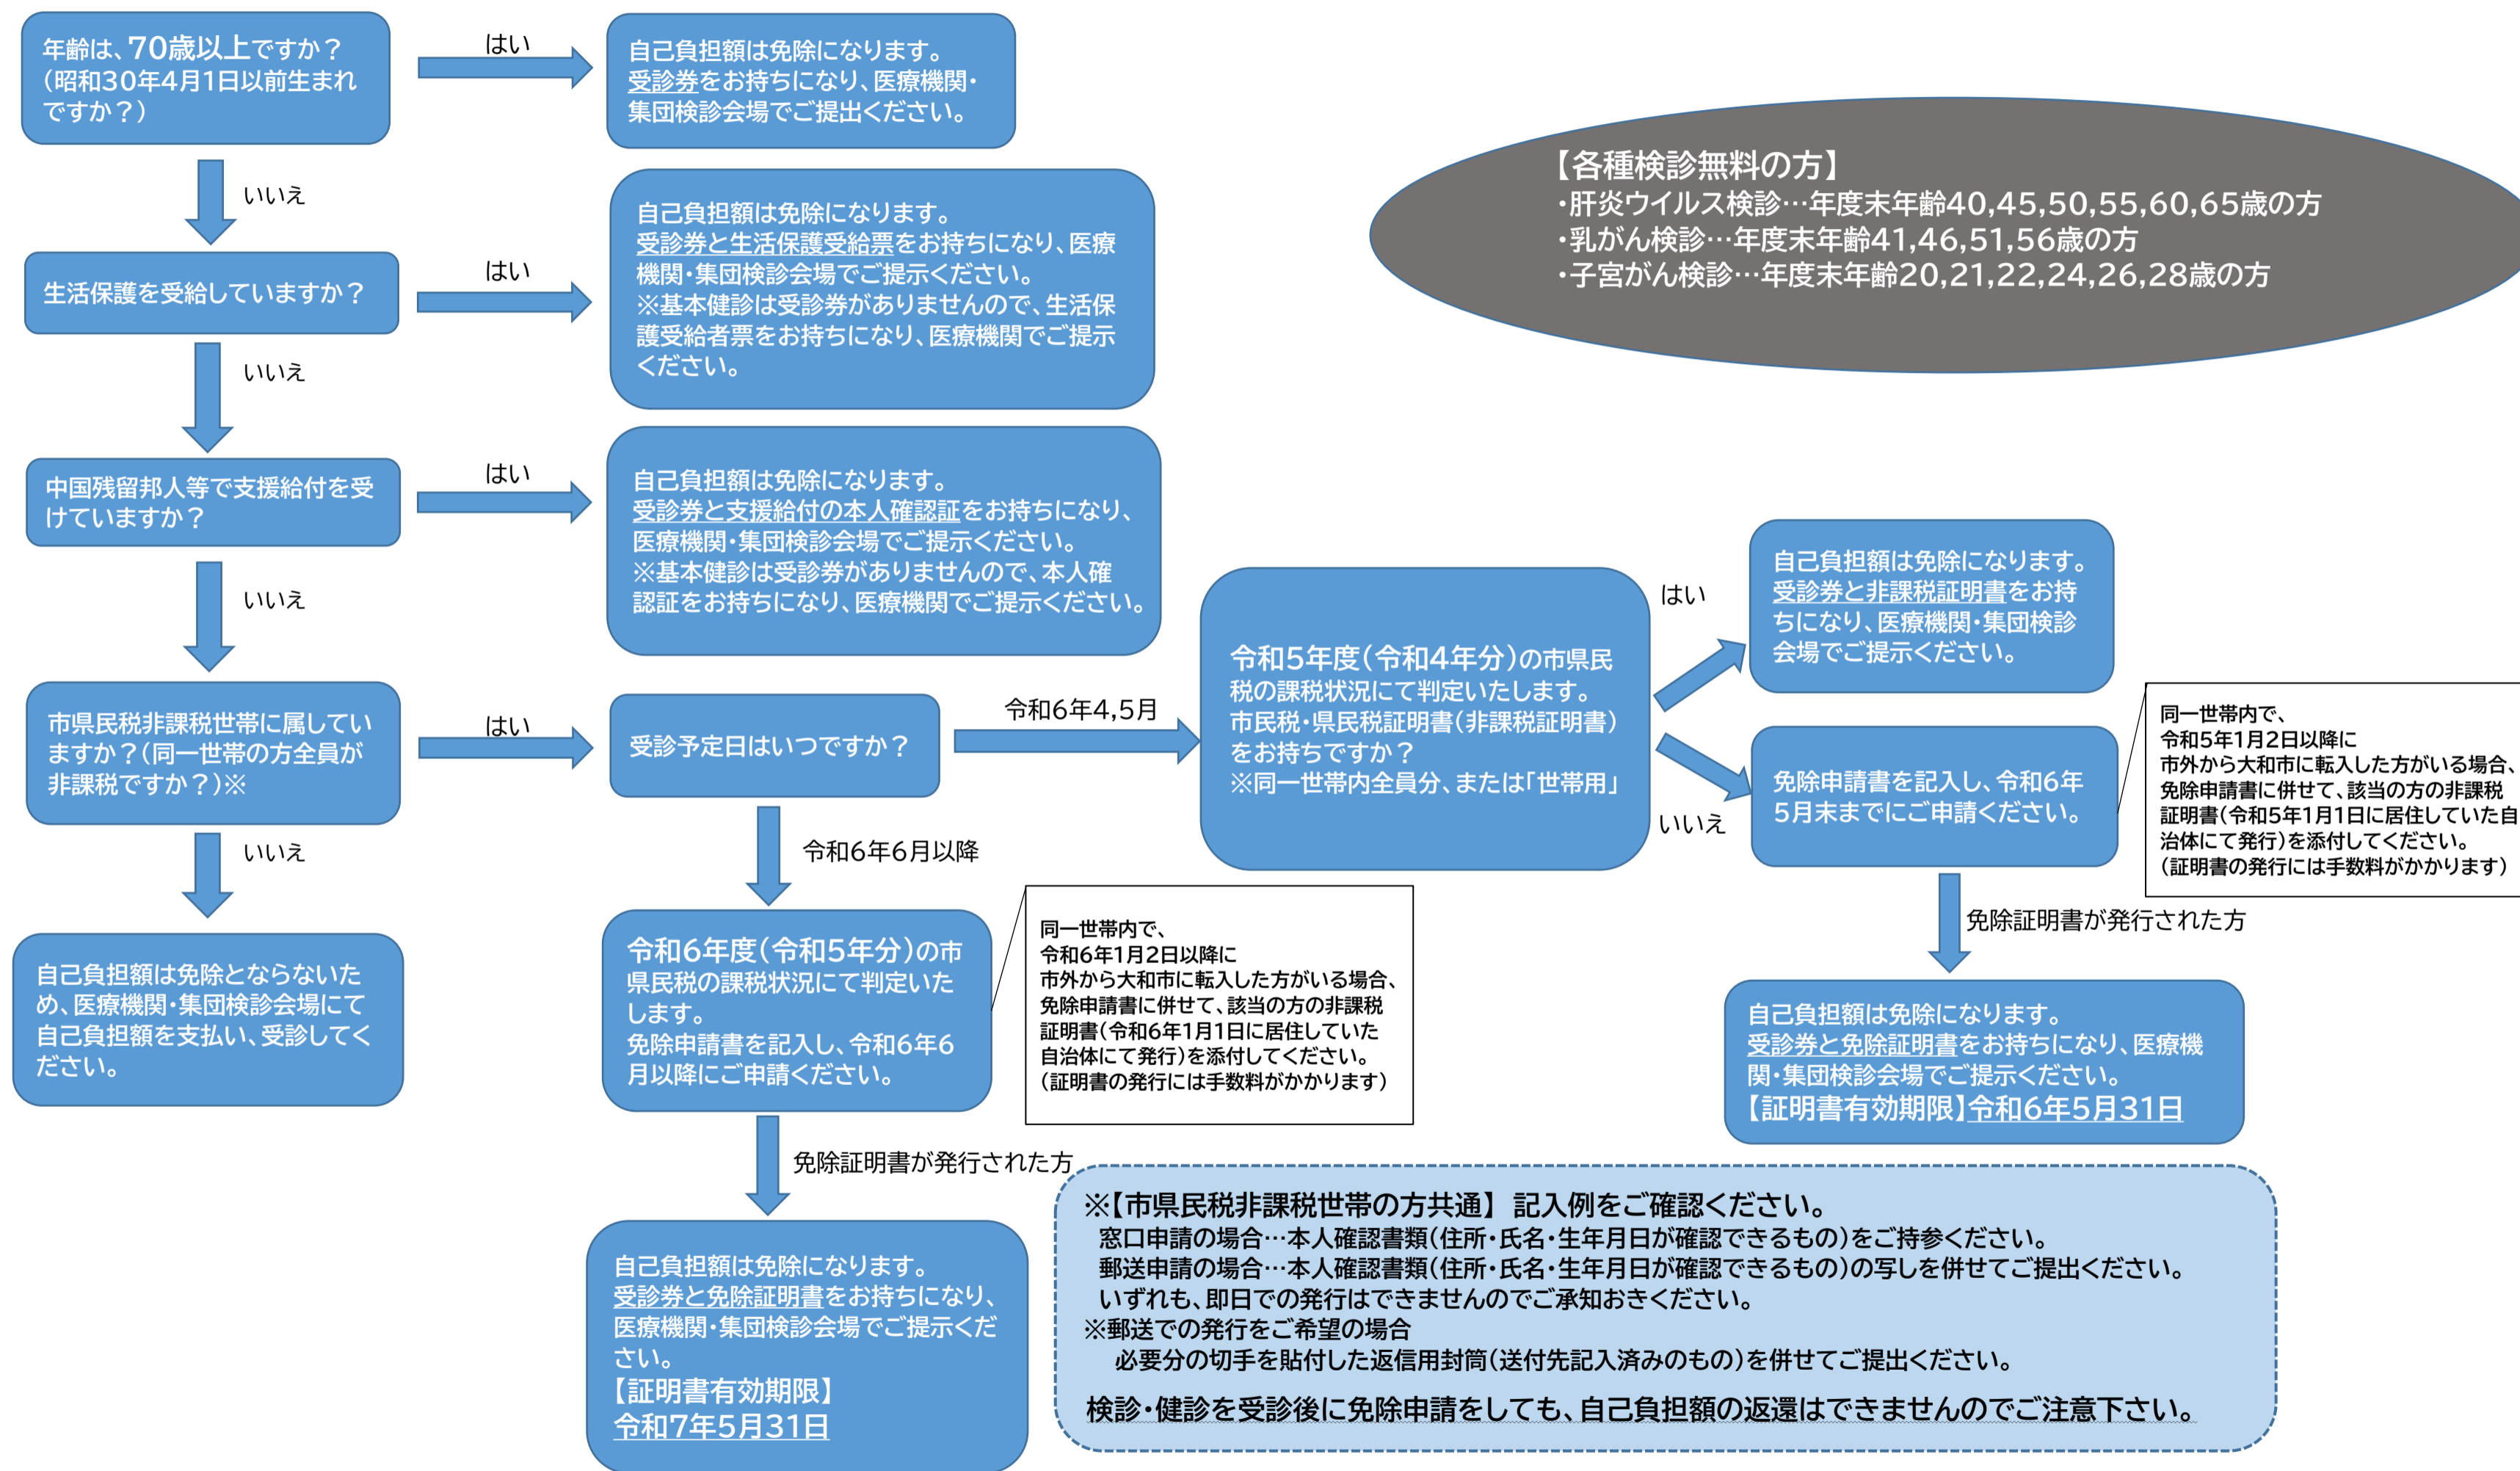 年齢は、70歳以上ですか？
(昭和30年4月1日以前生まれ
ですか？)
はい
自己負担額は免除になります。
受診券をお持ちになり、医療機関・
集団検診会場でご提出ください。
【各種検診無料の方】
・肝炎ウイルス検診…年度末年齢40,45,50,55,60,65歳の方
・乳がん検診…年度末年齢41,46,51,56歳の方
・子宮がん検診…年度末年齢20,21,22,24,26,28歳の方
いいえ
生活保護を受給していますか？
はい
自己負担額は免除になります。
受診券と生活保護受給票をお持ちになり、医療
機関・集団検診会場でご提示ください。
※基本健診は受診券がありませんので、生活保
護受給者票をお持ちになり、医療機関でご提示
ください。
いいえ
中国残留邦人等で支援給付を受
けていますか？
はい
自己負担額は免除になります。
受診券と支援給付の本人確認証をお持ちになり、
医療機関・集団検診会場でご提示ください。
※基本健診は受診券がありませんので、本人確
認証をお持ちになり、医療機関でご提示ください。
いいえ
市県民税非課税世帯に属してい
ますか？(同一世帯の方全員が
非課税ですか？)※
はい
受診予定日はいつですか？
令和6年4,5月
令和5年度(令和4年分)の市県民
税の課税状況にて判定いたします。
市民税・県民税証明書(非課税証明書)
をお持ちですか？
※同一世帯内全員分、または「世帯用」
はい
自己負担額は免除になります。
受診券と非課税証明書をお持
ちになり、医療機関・集団検診
会場でご提示ください。
いいえ
免除申請書を記入し、令和6年
5月末までにご申請ください。
同一世帯内で、
令和5年1月2日以降に
市外から大和市に転入した方がいる場合、
免除申請書に併せて、該当の方の非課税
証明書(令和5年1月1日に居住していた自
治体にて発行)を添付してください。
(証明書の発行には手数料がかかります)
免除証明書が発行された方
自己負担額は免除になります。
受診券と免除証明書をお持ちになり、医療機
関・集団検診会場でご提示ください。
【証明書有効期限】令和6年5月31日
いいえ
自己負担額は免除とならないた
め、医療機関・集団検診会場にて
自己負担額を支払い、受診してく
ださい。
令和6年6月以降
令和6年度(令和5年分)の市
県民税の課税状況にて判定いた
します。
免除申請書を記入し、令和6年6
月以降にご申請ください。
同一世帯内で、
令和6年1月2日以降に
市外から大和市に転入した方がいる場合、
免除申請書に併せて、該当の方の非課税
証明書(令和6年1月1日に居住していた
自治体にて発行)を添付してください。
(証明書の発行には手数料がかかります)
免除証明書が発行された方
自己負担額は免除になります。
受診券と免除証明書をお持ちになり、
医療機関・集団検診会場でご提示くだ
さい。
【証明書有効期限】
令和7年5月31日
※【市県民税非課税世帯の方共通】 記入例をご確認ください。
窓口申請の場合…本人確認書類(住所・氏名・生年月日が確認できるもの)をご持参ください。
郵送申請の場合…本人確認書類(住所・氏名・生年月日が確認できるもの)の写しを併せてご提出ください。
いずれも、即日での発行はできませんのでご承知おきください。
※郵送での発行をご希望の場合
必要分の切手を貼付した返信用封筒(送付先記入済みのもの)を併せてご提出ください。
検診・健診を受診後に免除申請をしても、自己負担額の返還はできませんのでご注意下さい。